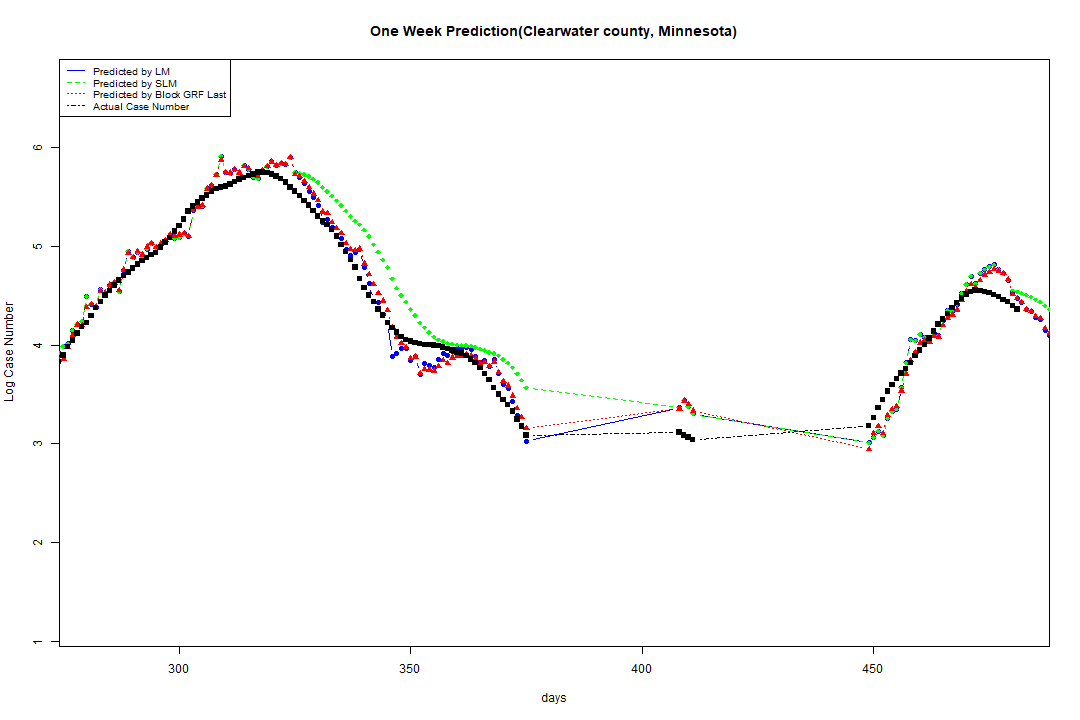 One Week Prediction(Clearwater county, Minnesota)
Predicted by LM
Predicted by SLM
Predicted by Block GRF Last
Actual Case Number
6
5
4
3
2
1
Log Case Number
300 350 400 450
days